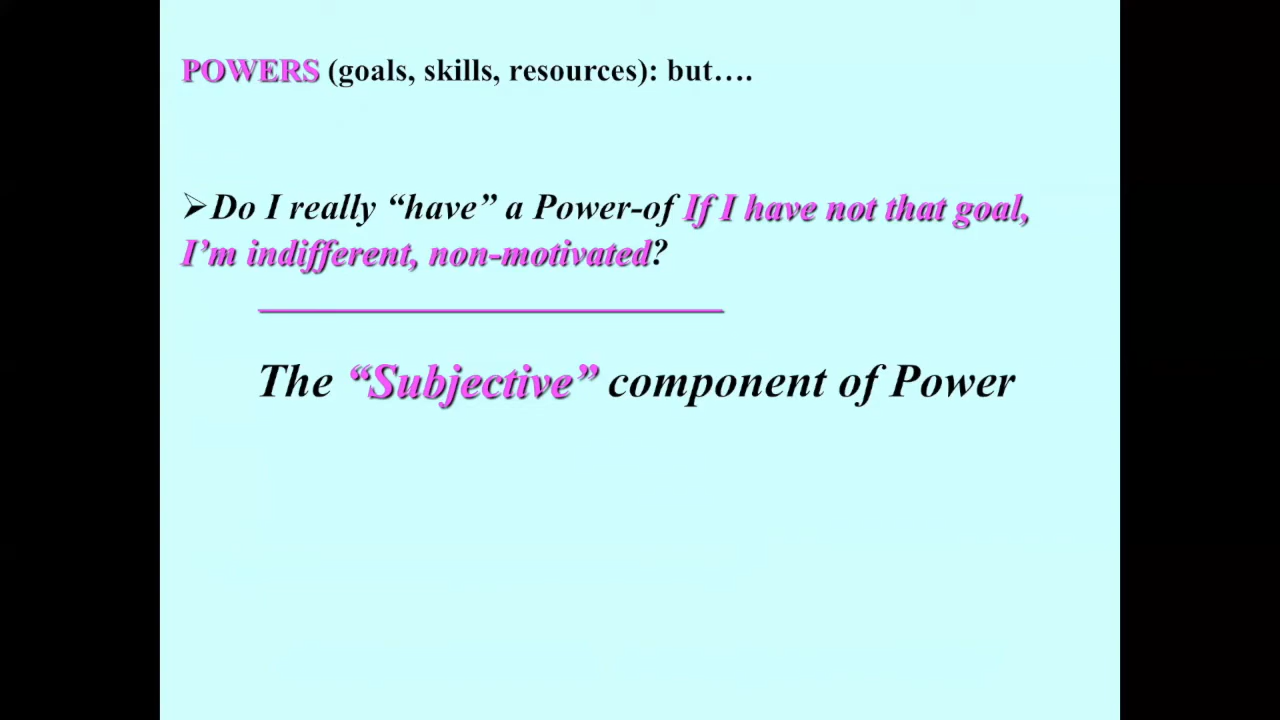 POWERS (goals, skills, resources): but….
➢Do I really “have” a Power-of If I have not that goal,
I’m indifferent, non-motivated?
The “Subjective” component of Power